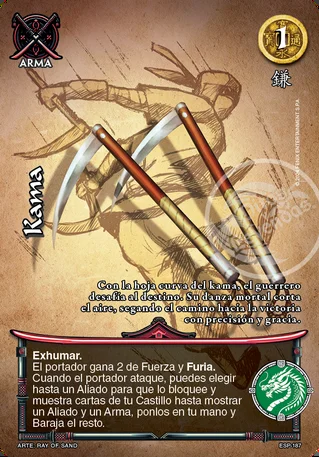 ARMA
1
鎌
Kama
Con la hoja curva del kama, el guerrero
desafía al destino. Su danza mortal corta
el aire, segando el camino hacia la victoria
con precisión y gracia.
Exhumar.
El portador gana 2 de Fuerza y Furia.
Cuando el portador ataque, puedes elegir
hasta un Aliado para que lo bloquee y
muestra cartas de tu Castillo hasta mostrar
un Aliado y un Arma, ponlos en tu mano y
Baraja el resto.
ARTE: RAY OF SAND
ESP 187